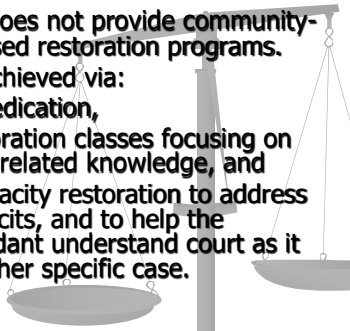 oes not provide community-
sed restoration programs.
chieved via:
edication,
oration classes focusing on
related knowledge, and
acity restoration to address
cits, and to help the
dant understand court as it
her specific case.